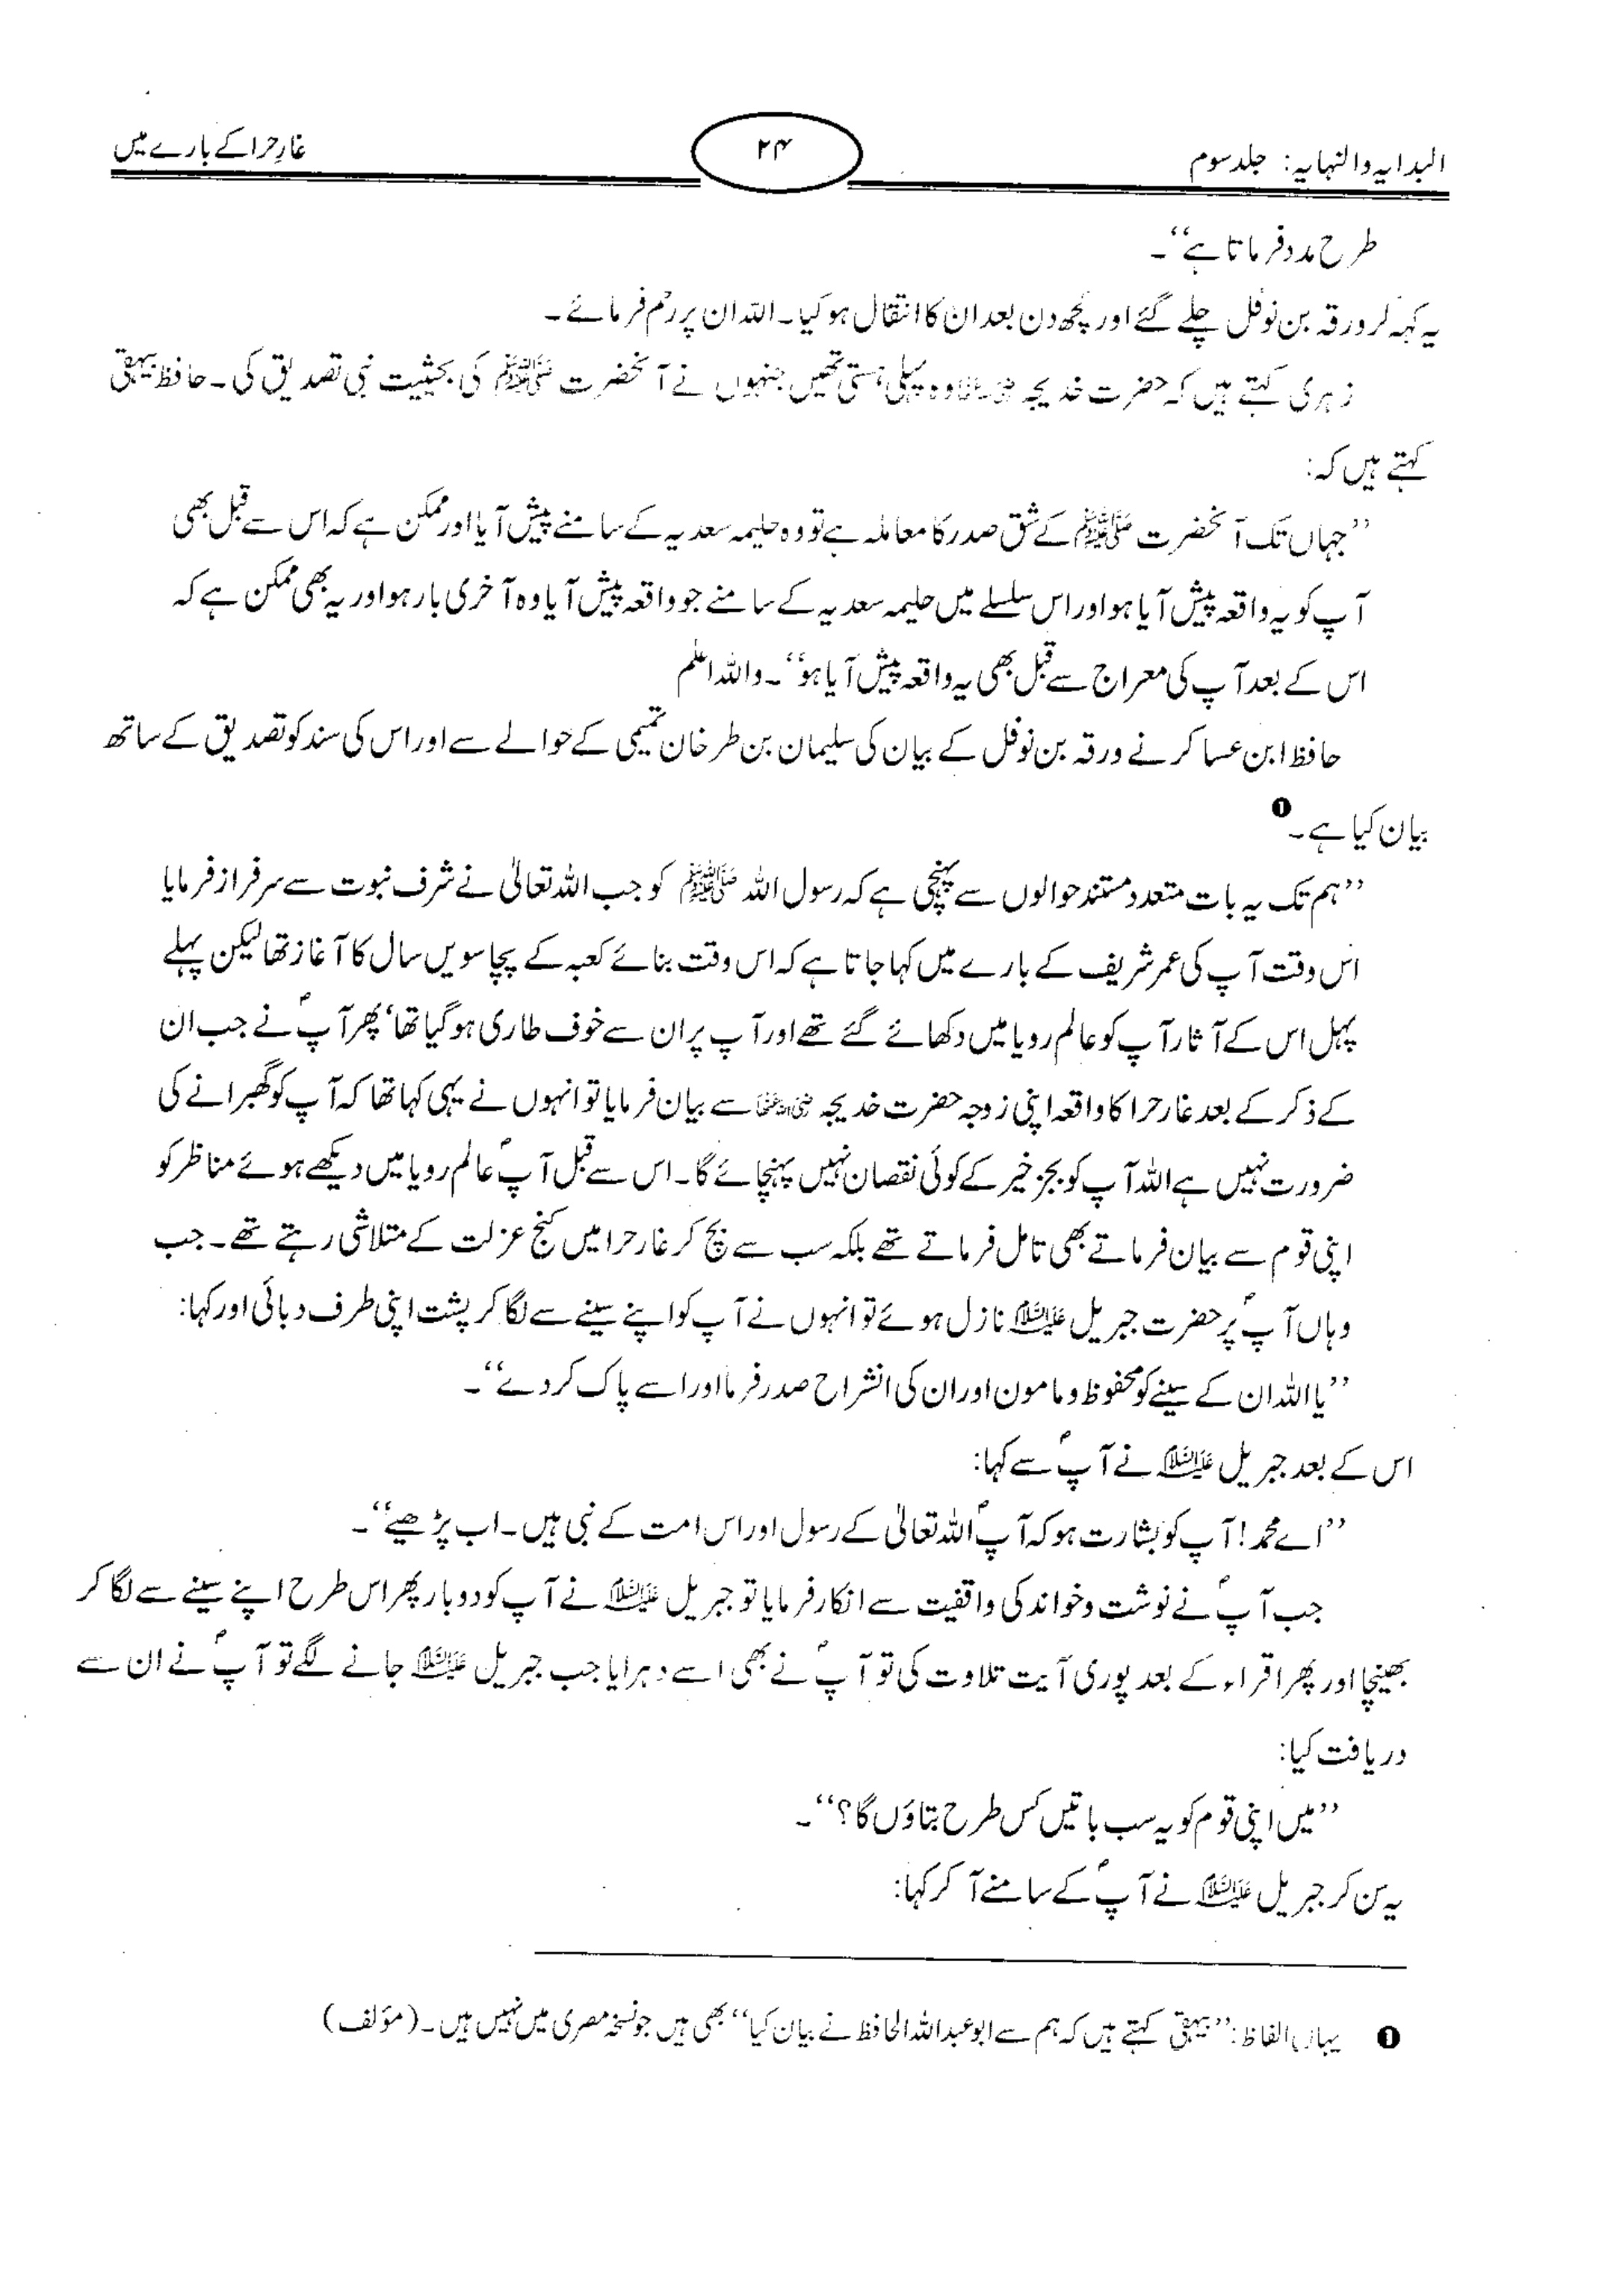 البدایہ والنہایہ: جلد سوم
۲۴
غارِ حرا کے بارے میں
طرح مدد فرماتا ہے‘‘۔
یہ کہہ کر ورقہ بن نوفل چلے گئے اور کچھ دن بعد ان کا انتقال ہو گیا۔ اللہ ان پر رحم فرمائے۔
زہری کہتے ہیں کہ حضرت خدیجہ رضی اللہ عنہا وہ پہلی ہستی تھیں جنہوں نے آنحضرت ﷺ کی بحیثیت نبی تصدیق کی۔ حافظ بیہقی
کہتے ہیں کہ:
’’جہاں تک آنحضرت ﷺ کے شق صدر کا معاملہ ہے تو وہ حلیمہ سعدیہ کے سامنے پیش آیا اور ممکن ہے کہ اس سے قبل بھی
آپ کو یہ واقعہ پیش آیا ہو اور اس سلسلے میں حلیمہ سعدیہ کے سامنے جو واقعہ پیش آیا وہ آخری بار ہو اور یہ بھی ممکن ہے کہ
اس کے بعد آپ کی معراج سے قبل بھی یہ واقعہ پیش آیا ہو‘‘۔ واللہ اعلم
حافظ ابن عساکر نے ورقہ بن نوفل کے بیان کی سلیمان بن طرخان تمیمی کے حوالے سے اور اس کی سند کو تصدیق کے ساتھ
بیان کیا ہے۔ ❶
’’ہم تک یہ بات متعدد مستند حوالوں سے پہنچی ہے کہ رسول اللہ ﷺ کو جب اللہ تعالیٰ نے شرف نبوت سے سرفراز فرمایا
اس وقت آپ کی عمر شریف کے بارے میں کہا جاتا ہے کہ اس وقت بنائے کعبہ کے پچاسویں سال کا آغاز تھا لیکن پہلے
پہل اس کے آثار آپ کو عالم رویا میں دکھائے گئے تھے اور آپ پر ان سے خوف طاری ہو گیا تھا‘ پھر آپؐ نے جب ان
کے ذکر کے بعد غار حرا کا واقعہ اپنی زوجہ حضرت خدیجہ رضی اللہ عنہا سے بیان فرمایا تو انہوں نے یہی کہا تھا کہ آپ کو گھبرانے کی
ضرورت نہیں ہے اللہ آپ کو بجز خیر کے کوئی نقصان نہیں پہنچائے گا۔ اس سے قبل آپؐ عالم رویا میں دیکھے ہوئے مناظر کو
اپنی قوم سے بیان فرماتے بھی تامل فرماتے تھے بلکہ سب سے بچ کر غار حرا میں کنج عزلت کے متلاشی رہتے تھے۔ جب
وہاں آپؐ پر حضرت جبریل علیہ السلام نازل ہوئے تو انہوں نے آپ کو اپنے سینے سے لگا کر پشت اپنی طرف دبائی اور کہا:
’’یا اللہ ان کے سینے کو محفوظ و مامون اور ان کی انشراح صدر فرما اور اسے پاک کر دے‘‘۔
اس کے بعد جبریل علیہ السلام نے آپؐ سے کہا:
’’اے محمد! آپ کو بشارت ہو کہ آپؐ اللہ تعالیٰ کے رسول اور اس امت کے نبی ہیں۔ اب پڑھیے‘‘۔
جب آپؐ نے نوشت و خواند کی واقفیت سے انکار فرمایا تو جبریل علیہ السلام نے آپ کو دوبار پھر اس طرح اپنے سینے سے لگا کر
بھینچا اور پھر اقراء کے بعد پوری آیت تلاوت کی تو آپؐ نے بھی اسے دہرایا جب جبریل علیہ السلام جانے لگے تو آپؐ نے ان سے
دریافت کیا:
’’میں اپنی قوم کو یہ سب باتیں کس طرح بتاؤں گا؟‘‘۔
یہ سن کر جبریل علیہ السلام نے آپؐ کے سامنے آ کر کہا:
❶ یہاں الفاظ: ’’بیہقی کہتے ہیں کہ ہم سے ابو عبداللہ الحافظ نے بیان کیا‘‘ بھی ہیں جو نسخہ مصری میں نہیں ہیں۔ (مؤلف)